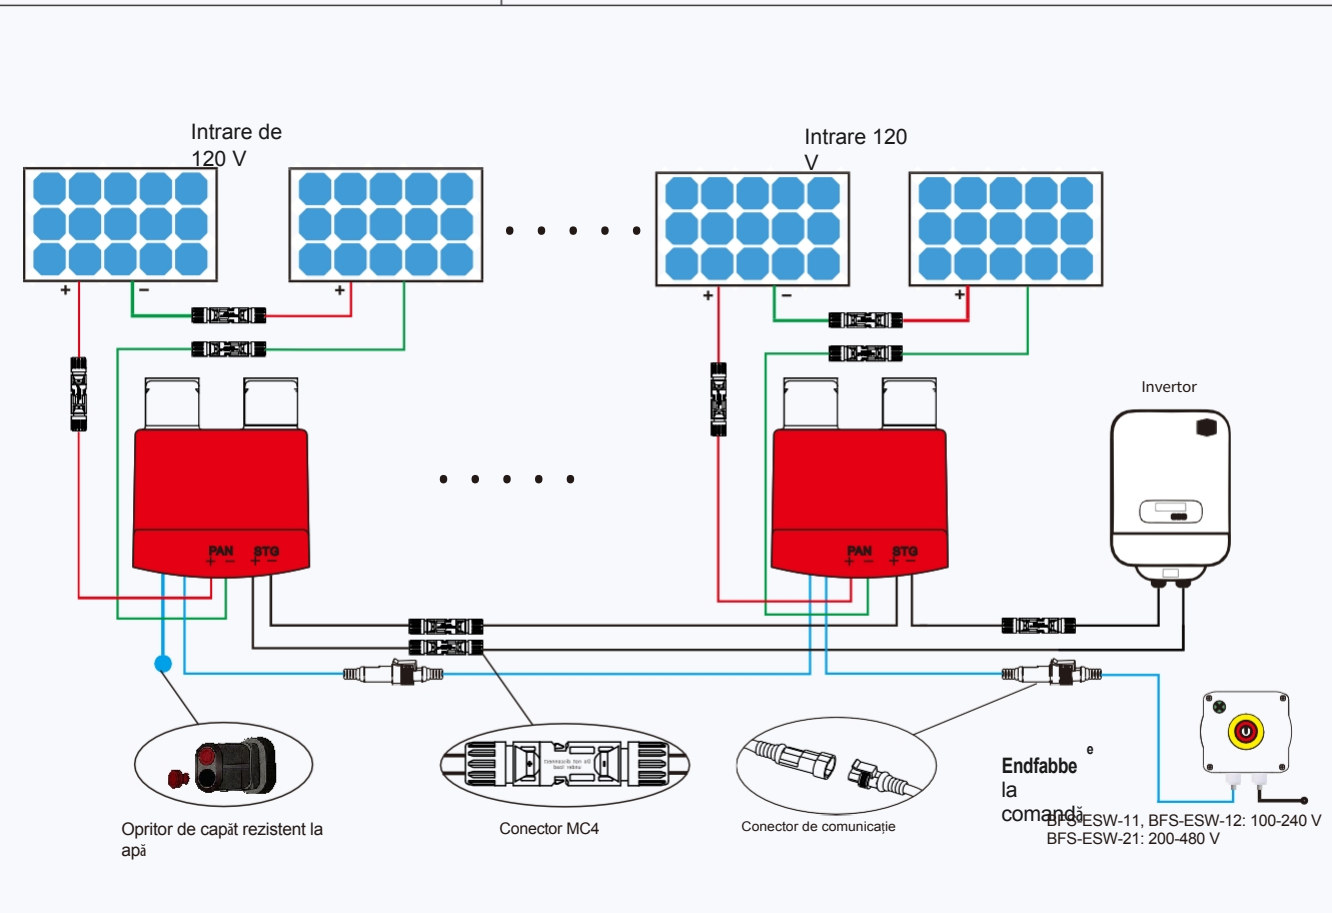 Intrare de
120 V
Intrare 120
V
+
−
+
+
−
+
Invertor
PAN STG
+ − + −
PAN STG
+ − + −
Opritor de capăt rezistent la
apă
Conector MC4
Conector de comunicație
e
Endfabbe
la
comandă
BFS-ESW-11, BFS-ESW-12: 100-240 V
BFS-ESW-21: 200-480 V